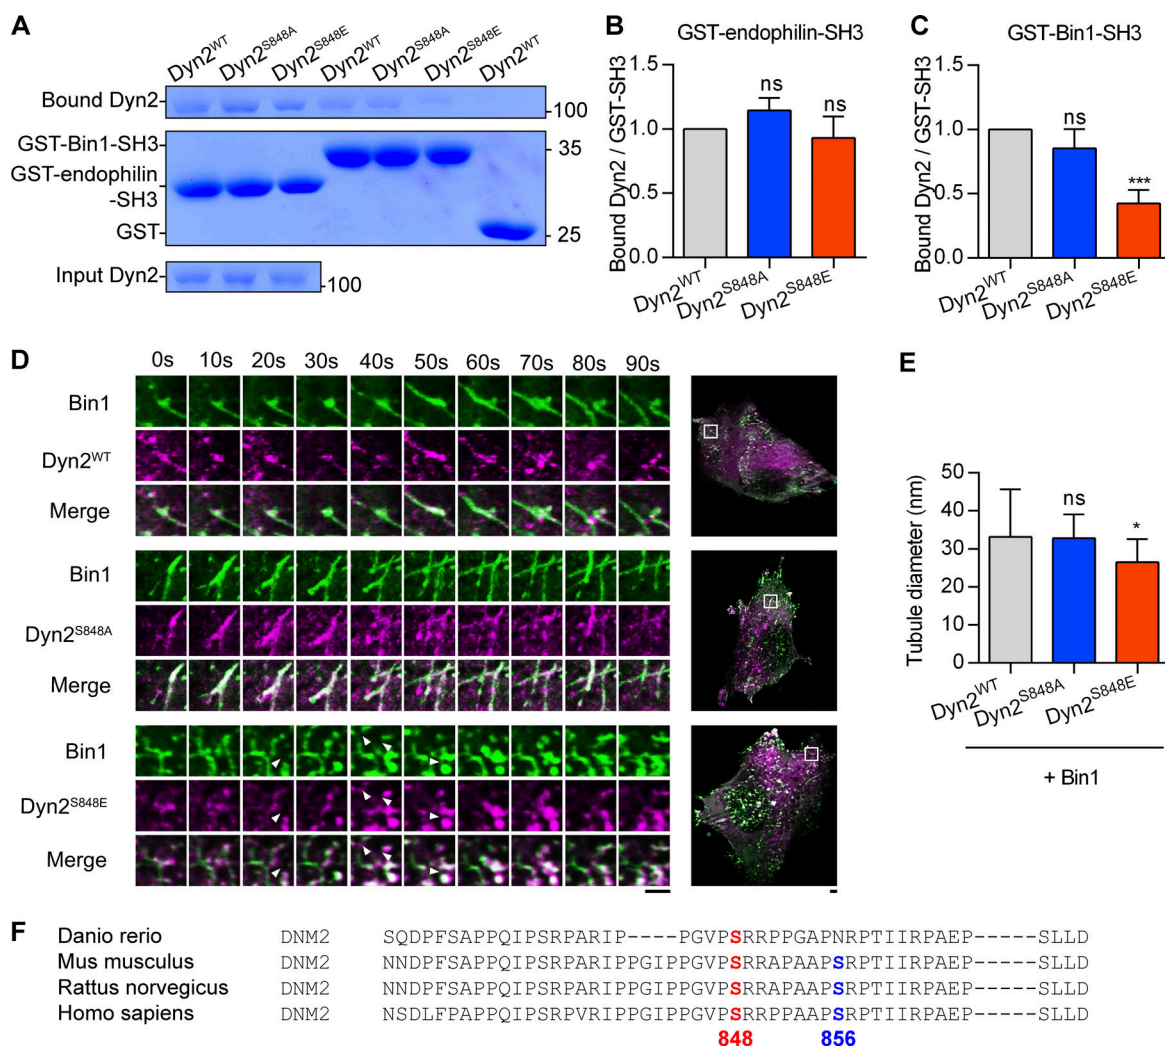 A
Dyn2WT Dyn2S848A Dyn2S848E Dyn2WT Dyn2S848A Dyn2S848E Dyn2WT
Bound Dyn2
100
GST-Bin1-SH3
35
GST-endophilin
-SH3
GST
25
Input Dyn2
100
B
GST-endophilin-SH3
Bound Dyn2 / GST-SH3
1.5
1.0
0.5
0.0
ns
ns
Dyn2WT
Dyn2S848A
Dyn2S848E
C
GST-Bin1-SH3
Bound Dyn2 / GST-SH3
1.5
1.0
0.5
0.0
ns
***
Dyn2WT
Dyn2S848A
Dyn2S848E
D
0s 10s 20s 30s 40s 50s 60s 70s 80s 90s
Bin1
Dyn2WT
Merge
Bin1
Dyn2S848A
Merge
Bin1
Dyn2S848E
Merge
E
Tubule diameter (nm)
50
40
30
20
10
0
ns
*
Dyn2WT
Dyn2S848A
Dyn2S848E
+ Bin1
F
Danio rerio DNM2 SQDPFSAPPQIPSRPARIP----PGVPSRRPPGAPNRPTIIRPAEP-----SLLD
Mus musculus DNM2 NNDPFSAPPQIPSRPARIPPGIPPGVPSRRAPAAPSRPTIIRPAEP-----SLLD
Rattus norvegicus DNM2 NNDPFSAPPQIPSRPARIPPGIPPGVPSRRAPAAPSRPTIIRPAEP-----SLLD
Homo sapiens DNM2 NSDLFPAPPQIPSRPVRIPPGIPPGVPSRRPPAAPSRPTIIRPAEP-----SLLD
848 856